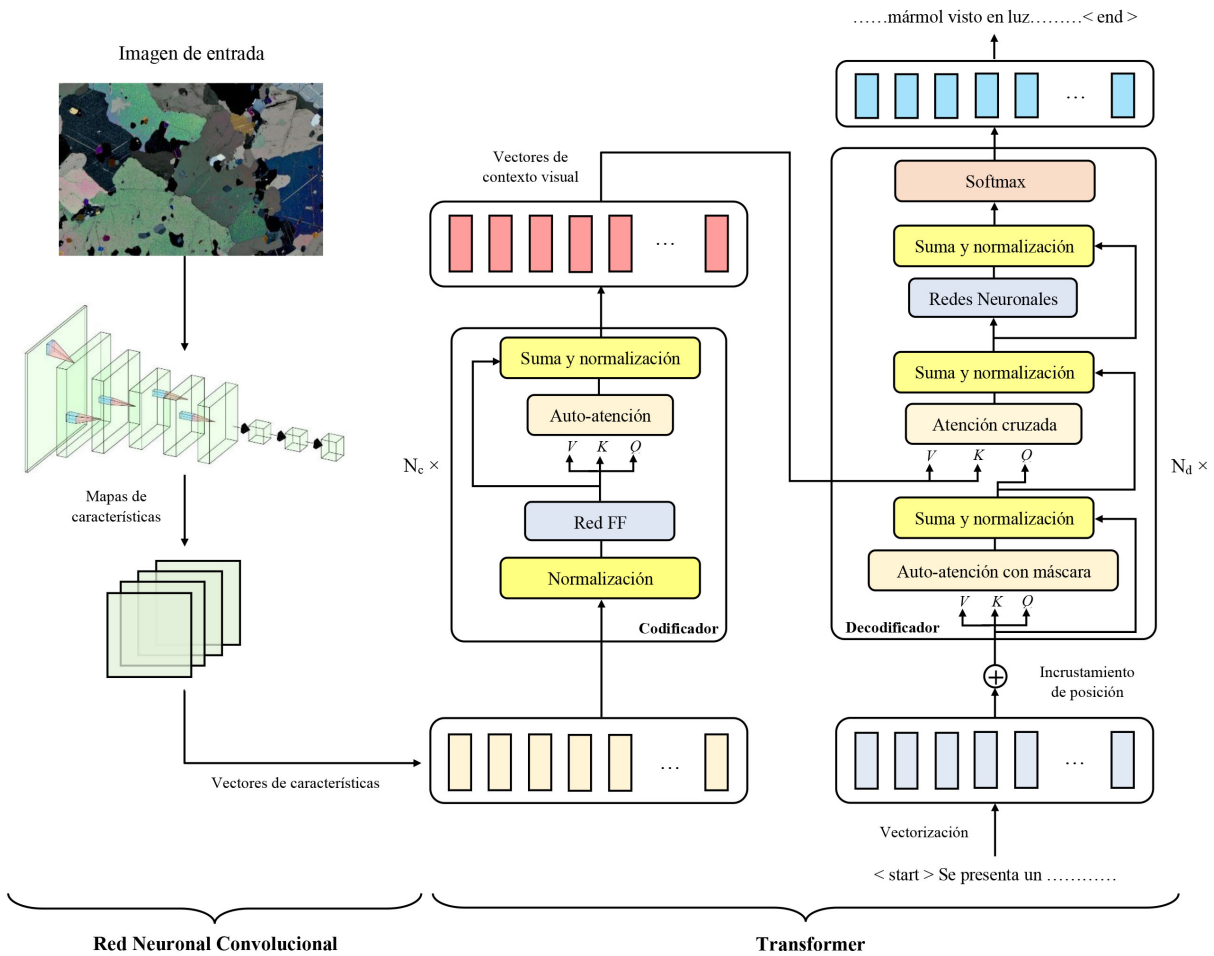 Imagen de entrada
Mapas de
características
Vectores de características
Red Neuronal Convolucional
Vectores de
contexto visual
Suma y normalización
Auto-atención
V K Q
N_c ×
Red FF
Normalización
Codificador
……mármol visto en luz………< end >
Softmax
Suma y normalización
Redes Neuronales
Suma y normalización
Atención cruzada
V K Q
N_d ×
Suma y normalización
Auto-atención con máscara
V K Q
Decodificador
Incrustamiento
de posición
Vectorización
< start > Se presenta un …………
Transformer